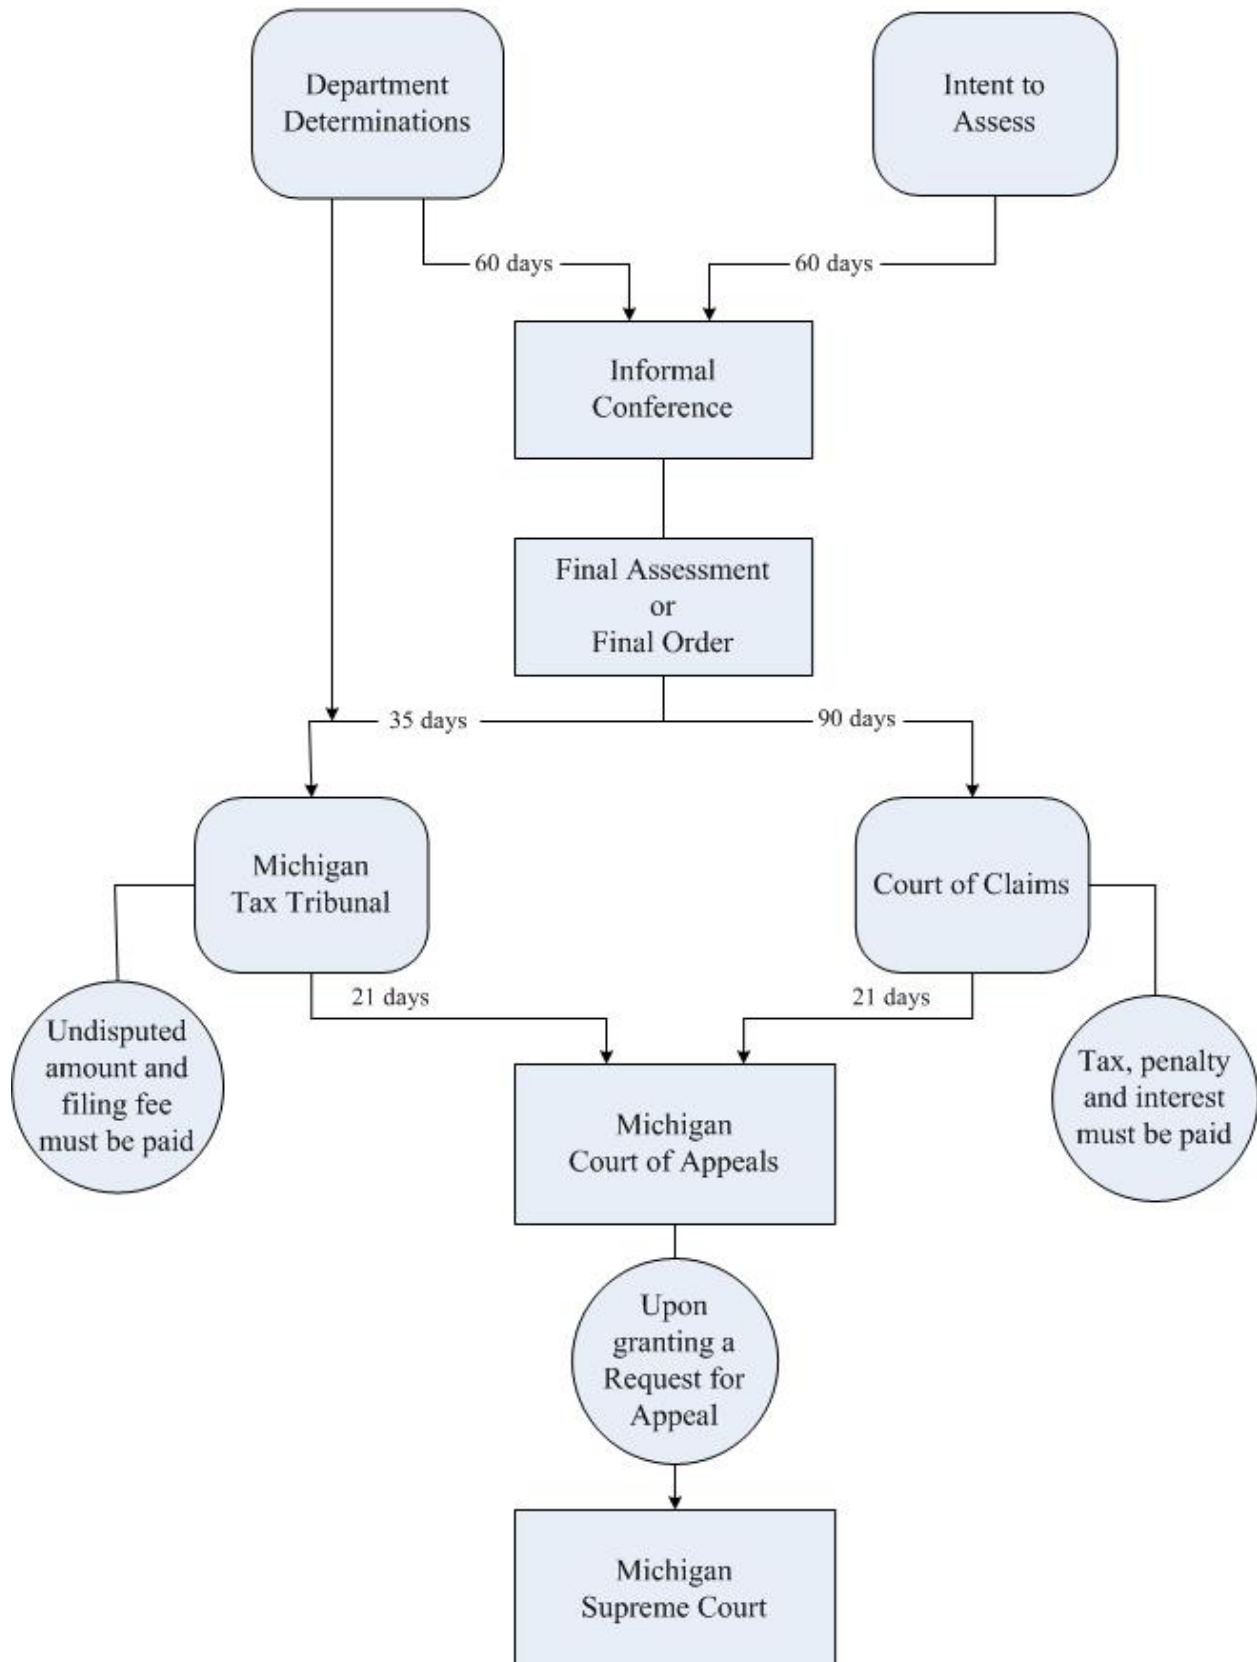 Department
Determinations
Intent to
Assess
60 days
60 days
Informal
Conference
Final Assessment
or
Final Order
35 days
90 days
Michigan
Tax Tribunal
Court of Claims
21 days
21 days
Undisputed
amount and
filing fee
must be paid
Tax, penalty
and interest
must be paid
Michigan
Court of Appeals
Upon
granting a
Request for
Appeal
Michigan
Supreme Court